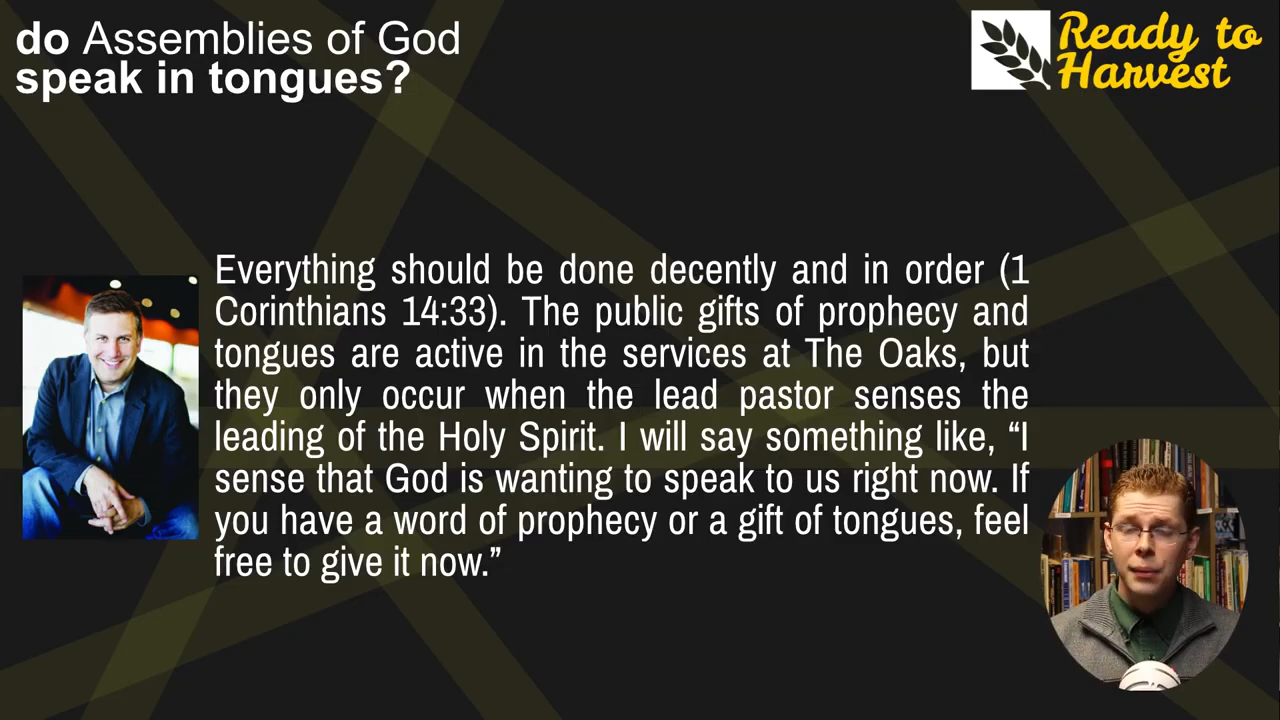 do Assemblies of God
speak in tongues?
Ready to
Harvest
Everything should be done decently and in order (1
Corinthians 14:33). The public gifts of prophecy and
tongues are active in the services at The Oaks, but
they only occur when the lead pastor senses the
leading of the Holy Spirit. I will say something like, “I
sense that God is wanting to speak to us right now. If
you have a word of prophecy or a gift of tongues, feel
free to give it now.”